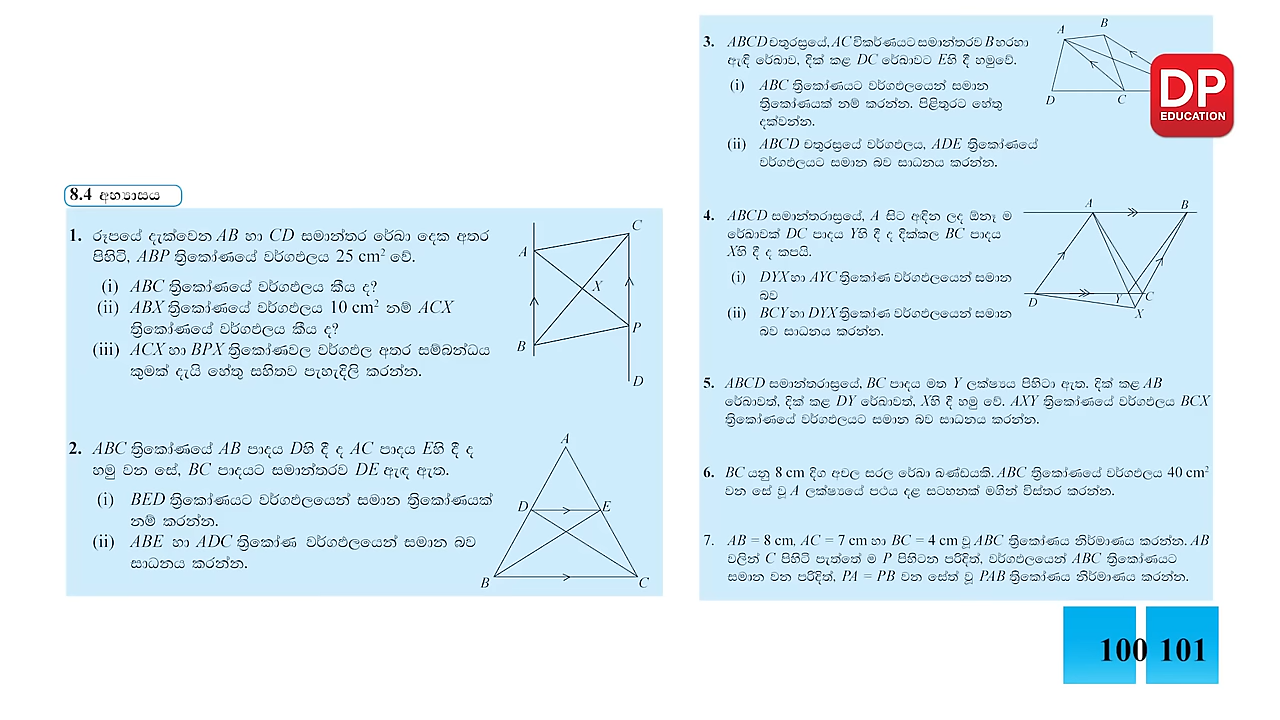 8.4 අභ්‍යාසය
1. රූපයේ දැක්වෙන AB හා CD සමාන්තර රේඛා දෙක අතර
පිහිටි, ABP ත්‍රිකෝණයේ වර්ගඵලය 25 cm² වේ.
(i) ABC ත්‍රිකෝණයේ වර්ගඵලය කීය ද?
(ii) ABX ත්‍රිකෝණයේ වර්ගඵලය 10 cm² නම් ACX
ත්‍රිකෝණයේ වර්ගඵලය කීය ද?
(iii) ACX හා BPX ත්‍රිකෝණවල වර්ගඵල අතර සම්බන්ධය
කුමක් දැයි හේතු සහිතව පැහැදිලි කරන්න.
A
C
X
B
P
D
2. ABC ත්‍රිකෝණයේ AB පාදය Dහි දී ද AC පාදය Eහි දී ද
හමු වන සේ, BC පාදයට සමාන්තරව DE ඇඳ ඇත.
(i) BED ත්‍රිකෝණයට වර්ගඵලයෙන් සමාන ත්‍රිකෝණයක්
නම් කරන්න.
(ii) ABE හා ADC ත්‍රිකෝණ වර්ගඵලයෙන් සමාන බව
සාධනය කරන්න.
A
D
E
B
C
3. ABCD චතුරස්‍රයේ, AC විකර්ණයට සමාන්තරව B හරහා
ඇඳි රේඛාව, දික් කළ DC රේඛාවට Eහි දී හමුවේ.
(i) ABC ත්‍රිකෝණයට වර්ගඵලයෙන් සමාන
ත්‍රිකෝණයක් නම් කරන්න. පිළිතුරට හේතු
දක්වන්න.
(ii) ABCD චතුරස්‍රයේ වර්ගඵලය, ADE ත්‍රිකෝණයේ
වර්ගඵලයට සමාන බව සාධනය කරන්න.
A
B
D
C
DP
EDUCATION
4. ABCD සමාන්තරාස්‍රයේ, A සිට අඳින ලද ඕනෑ ම
රේඛාවක් DC පාදය Yහි දී ද දික්කල BC පාදය
Xහි දී ද කපයි.
(i) DYX හා AYC ත්‍රිකෝණ වර්ගඵලයෙන් සමාන
බව
(ii) BCY හා DYX ත්‍රිකෝණ වර්ගඵලයෙන් සමාන
බව සාධනය කරන්න.
A
B
D
Y
C
X
5. ABCD සමාන්තරාස්‍රයේ, BC පාදය මත Y ලක්ෂ්‍යය පිහිටා ඇත. දික් කළ AB
රේඛාවත්, දික් කළ DY රේඛාවත්, Xහි දී හමු වේ. AXY ත්‍රිකෝණයේ වර්ගඵලය BCX
ත්‍රිකෝණයේ වර්ගඵලයට සමාන බව සාධනය කරන්න.
6. BC යනු 8 cm දිග අචල සරල රේඛා ඛණ්ඩයකි. ABC ත්‍රිකෝණයේ වර්ගඵලය 40 cm²
වන සේ වූ A ලක්ෂ්‍යයේ පථය දළ සටහනක් මගින් විස්තර කරන්න.
7. AB = 8 cm, AC = 7 cm හා BC = 4 cm වූ ABC ත්‍රිකෝණය නිර්මාණය කරන්න. AB
වලින් C පිහිටි පැත්තේ ම P පිහිටන පරිදිත්, වර්ගඵලයෙන් ABC ත්‍රිකෝණයට
සමාන වන පරිදිත්, PA = PB වන සේත් වූ PAB ත්‍රිකෝණය නිර්මාණය කරන්න.
100 101